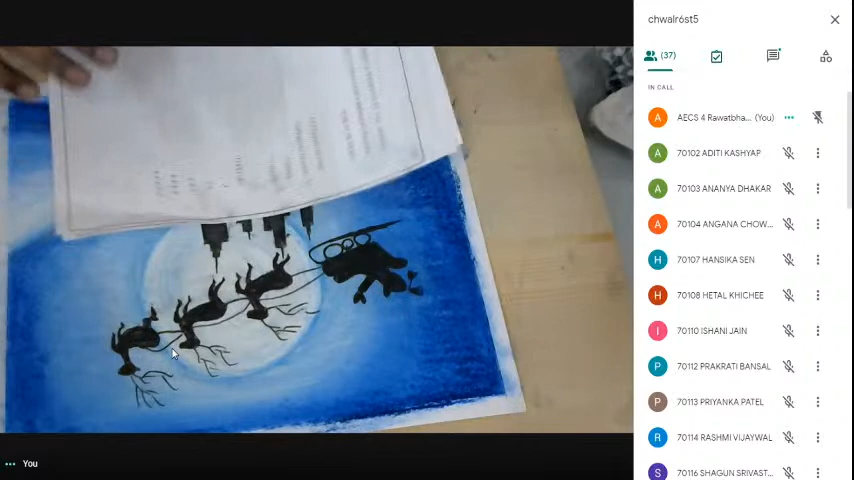 chwalr6st5
(37)
IN CALL
A
AECS 4 Rawatbha... (You)
A
70102 ADITI KASHYAP
A
70103 ANANYA DHAKAR
A
70104 ANGANA CHOW...
H
70107 HANSIKA SEN
H
70108 HETAL KHICHEE
I
70110 ISHANI JAIN
P
70112 PRAKRATI BANSAL
P
70113 PRIYANKA PATEL
R
70114 RASHMI VIJAYWAL
S
70116 SHAGUN SRIVAST...
You